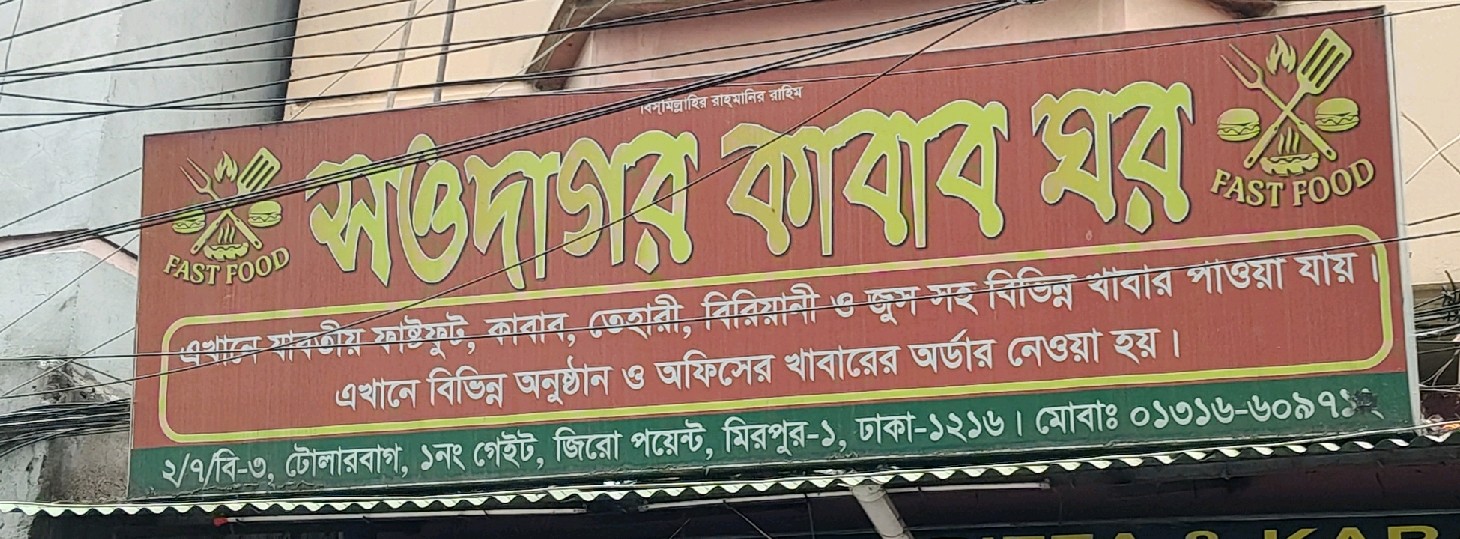 বিসমিল্লাহির রাহমানির রাহিম
সওদাগর কাবাব ঘর
FAST FOOD
FAST FOOD
এখানে যাবতীয় ফাষ্টফুট, কাবাব, তেহারী, বিরিয়ানী ও জুস সহ বিভিন্ন খাবার পাওয়া যায়।
এখানে বিভিন্ন অনুষ্ঠান ও অফিসের খাবারের অর্ডার নেওয়া হয়।
২/৭/বি-৩, টোলারবাগ, ১নং গেইট, জিরো পয়েন্ট, মিরপুর-১, ঢাকা-১২১৬। মোবাঃ